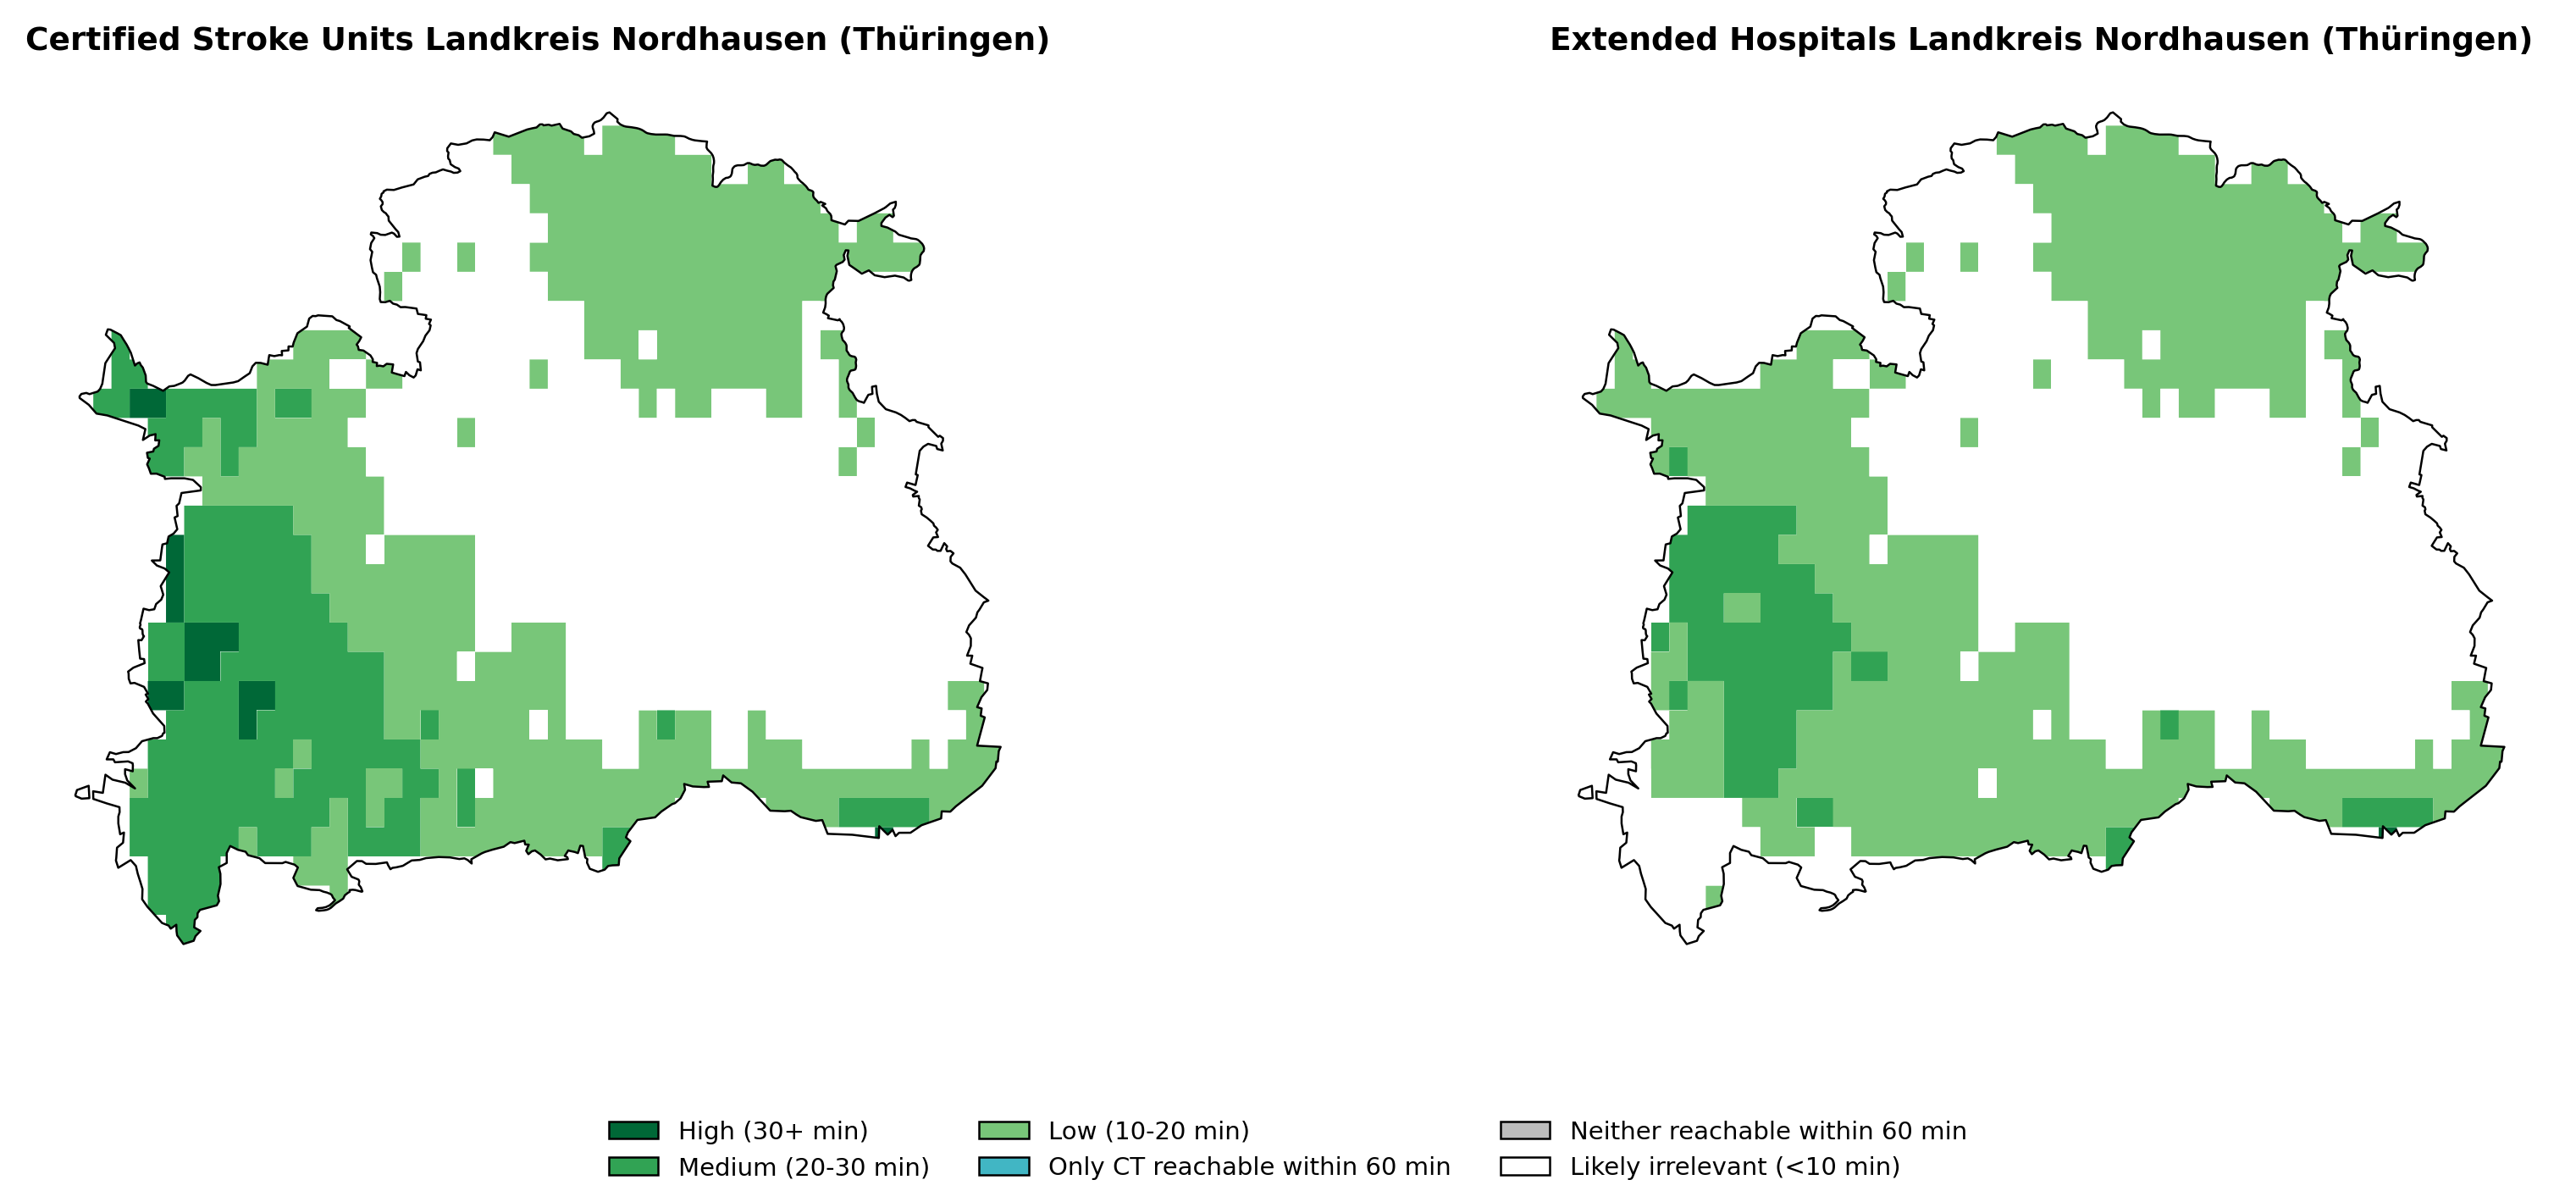 Certified Stroke Units Landkreis Nordhausen (Thüringen)
Extended Hospitals Landkreis Nordhausen (Thüringen)
High (30+ min)
Medium (20-30 min)
Low (10-20 min)
Only CT reachable within 60 min
Neither reachable within 60 min
Likely irrelevant (<10 min)